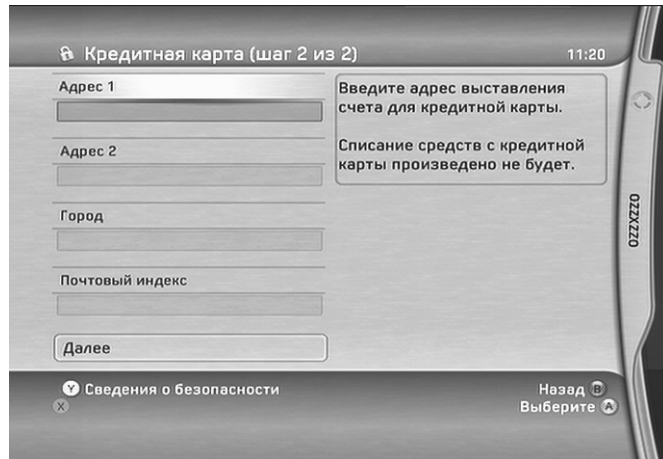 Кредитная карта (шаг 2 из 2)
11:20
Адрес 1
Введите адрес выставления
счета для кредитной карты.
Списание средств с кредитной
карты произведено не будет.
Адрес 2
Город
Почтовый индекс
Далее
OZZXZZO
Y Сведения о безопасности
X
Назад B
Выберите A